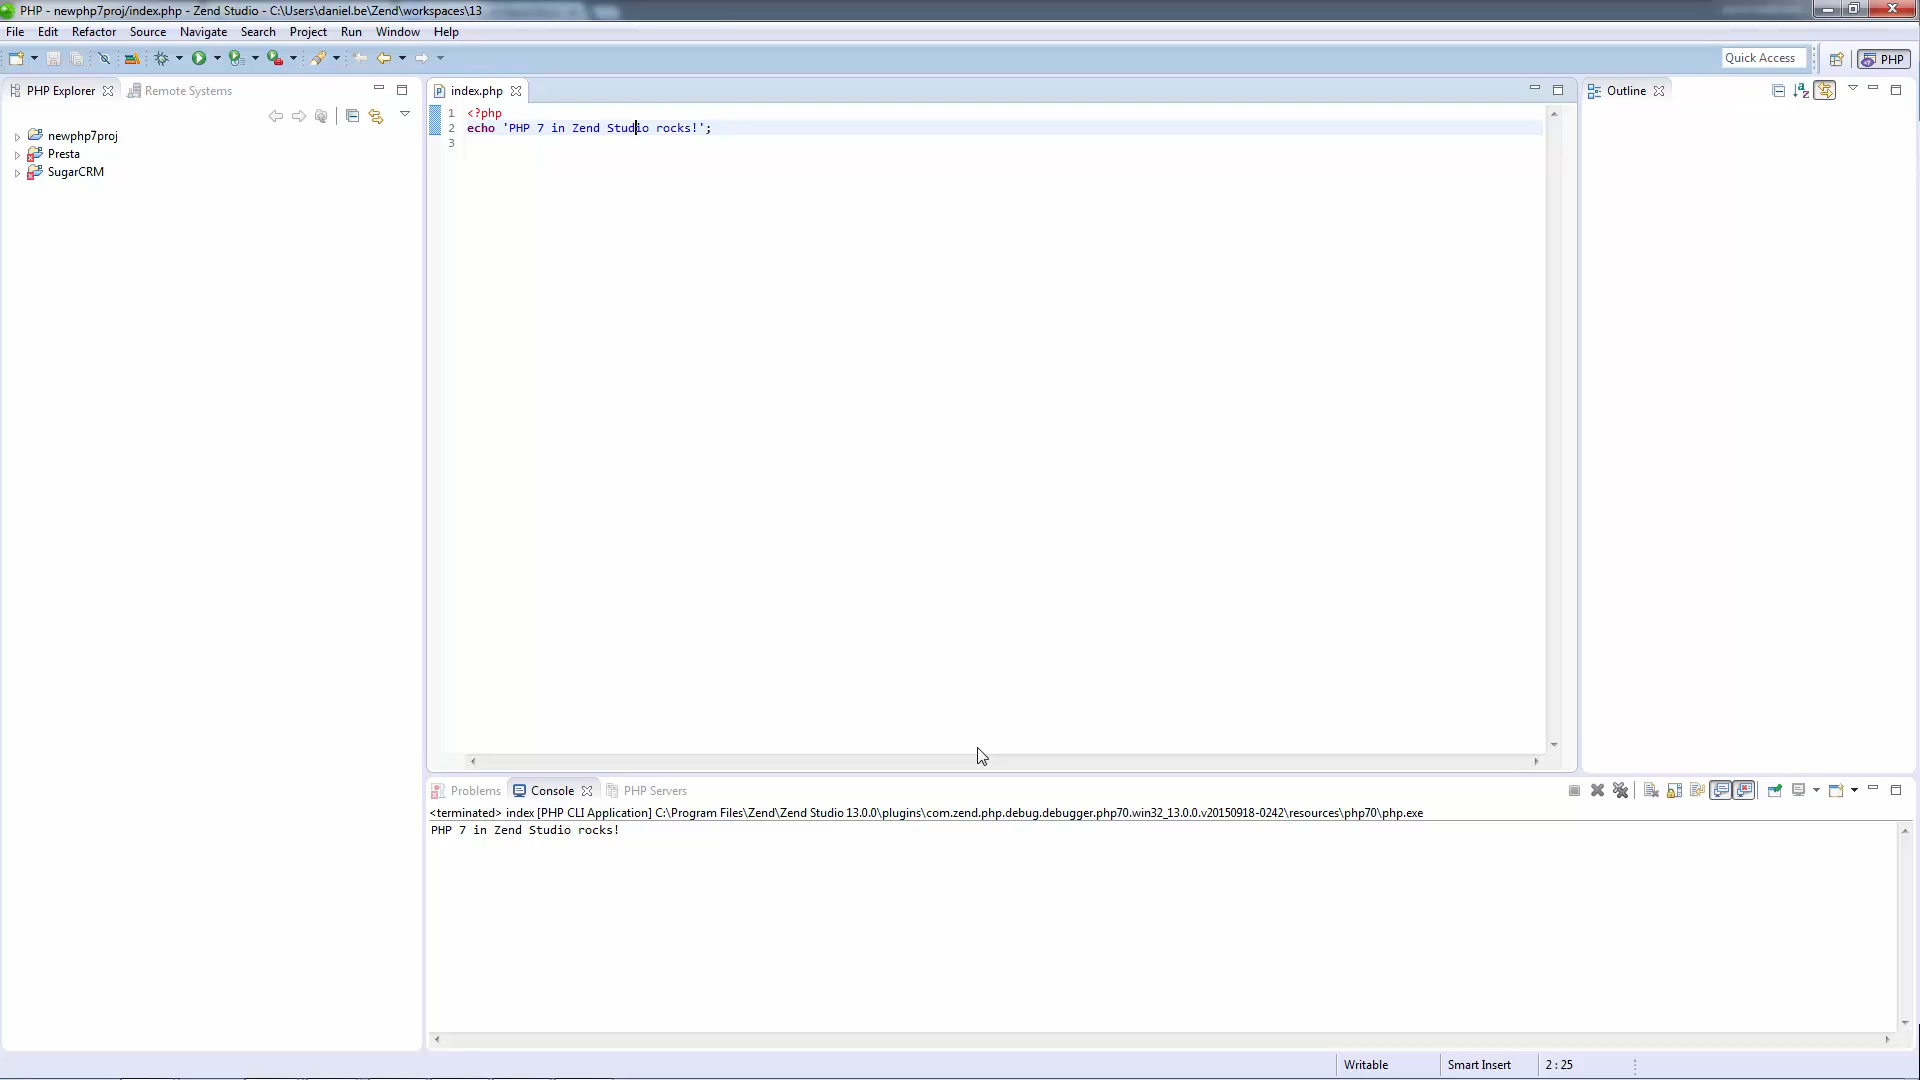 PHP - newphp7proj/index.php - Zend Studio - C:\Users\daniel.be\Zend\workspaces\13
File Edit Refactor Source Navigate Search Project Run Window Help
Quick Access PHP
PHP Explorer Remote Systems
newphp7proj
Presta
SugarCRM
index.php
1 <?php
2 echo 'PHP 7 in Zend Studio rocks!';
3
Outline
Problems Console PHP Servers
<terminated> index [PHP CLI Application] C:\Program Files\Zend\Zend Studio 13.0.0\plugins\com.zend.php.debug.debugger.php70.win32_13.0.0.v20150918-0242\resources\php70\php.exe
PHP 7 in Zend Studio rocks!
Writable Smart Insert 2 : 25